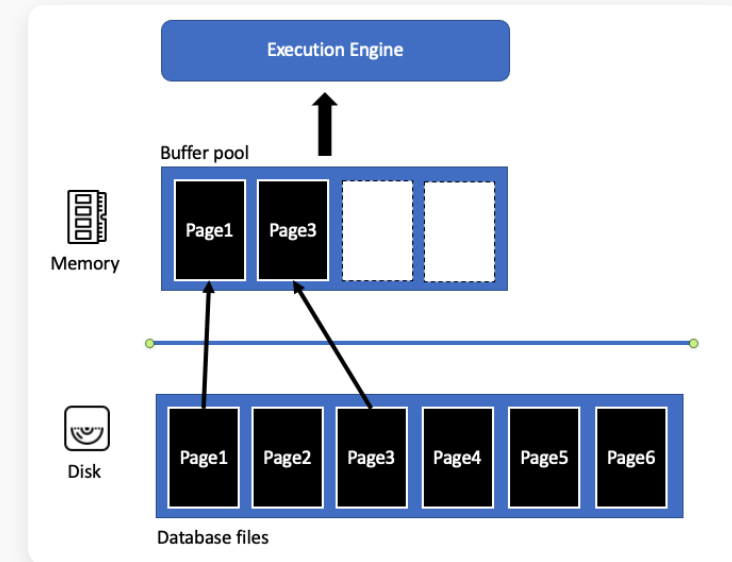 Execution Engine
Buffer pool
Page1 Page3
Memory
Page1 Page2 Page3 Page4 Page5 Page6
Disk
Database files